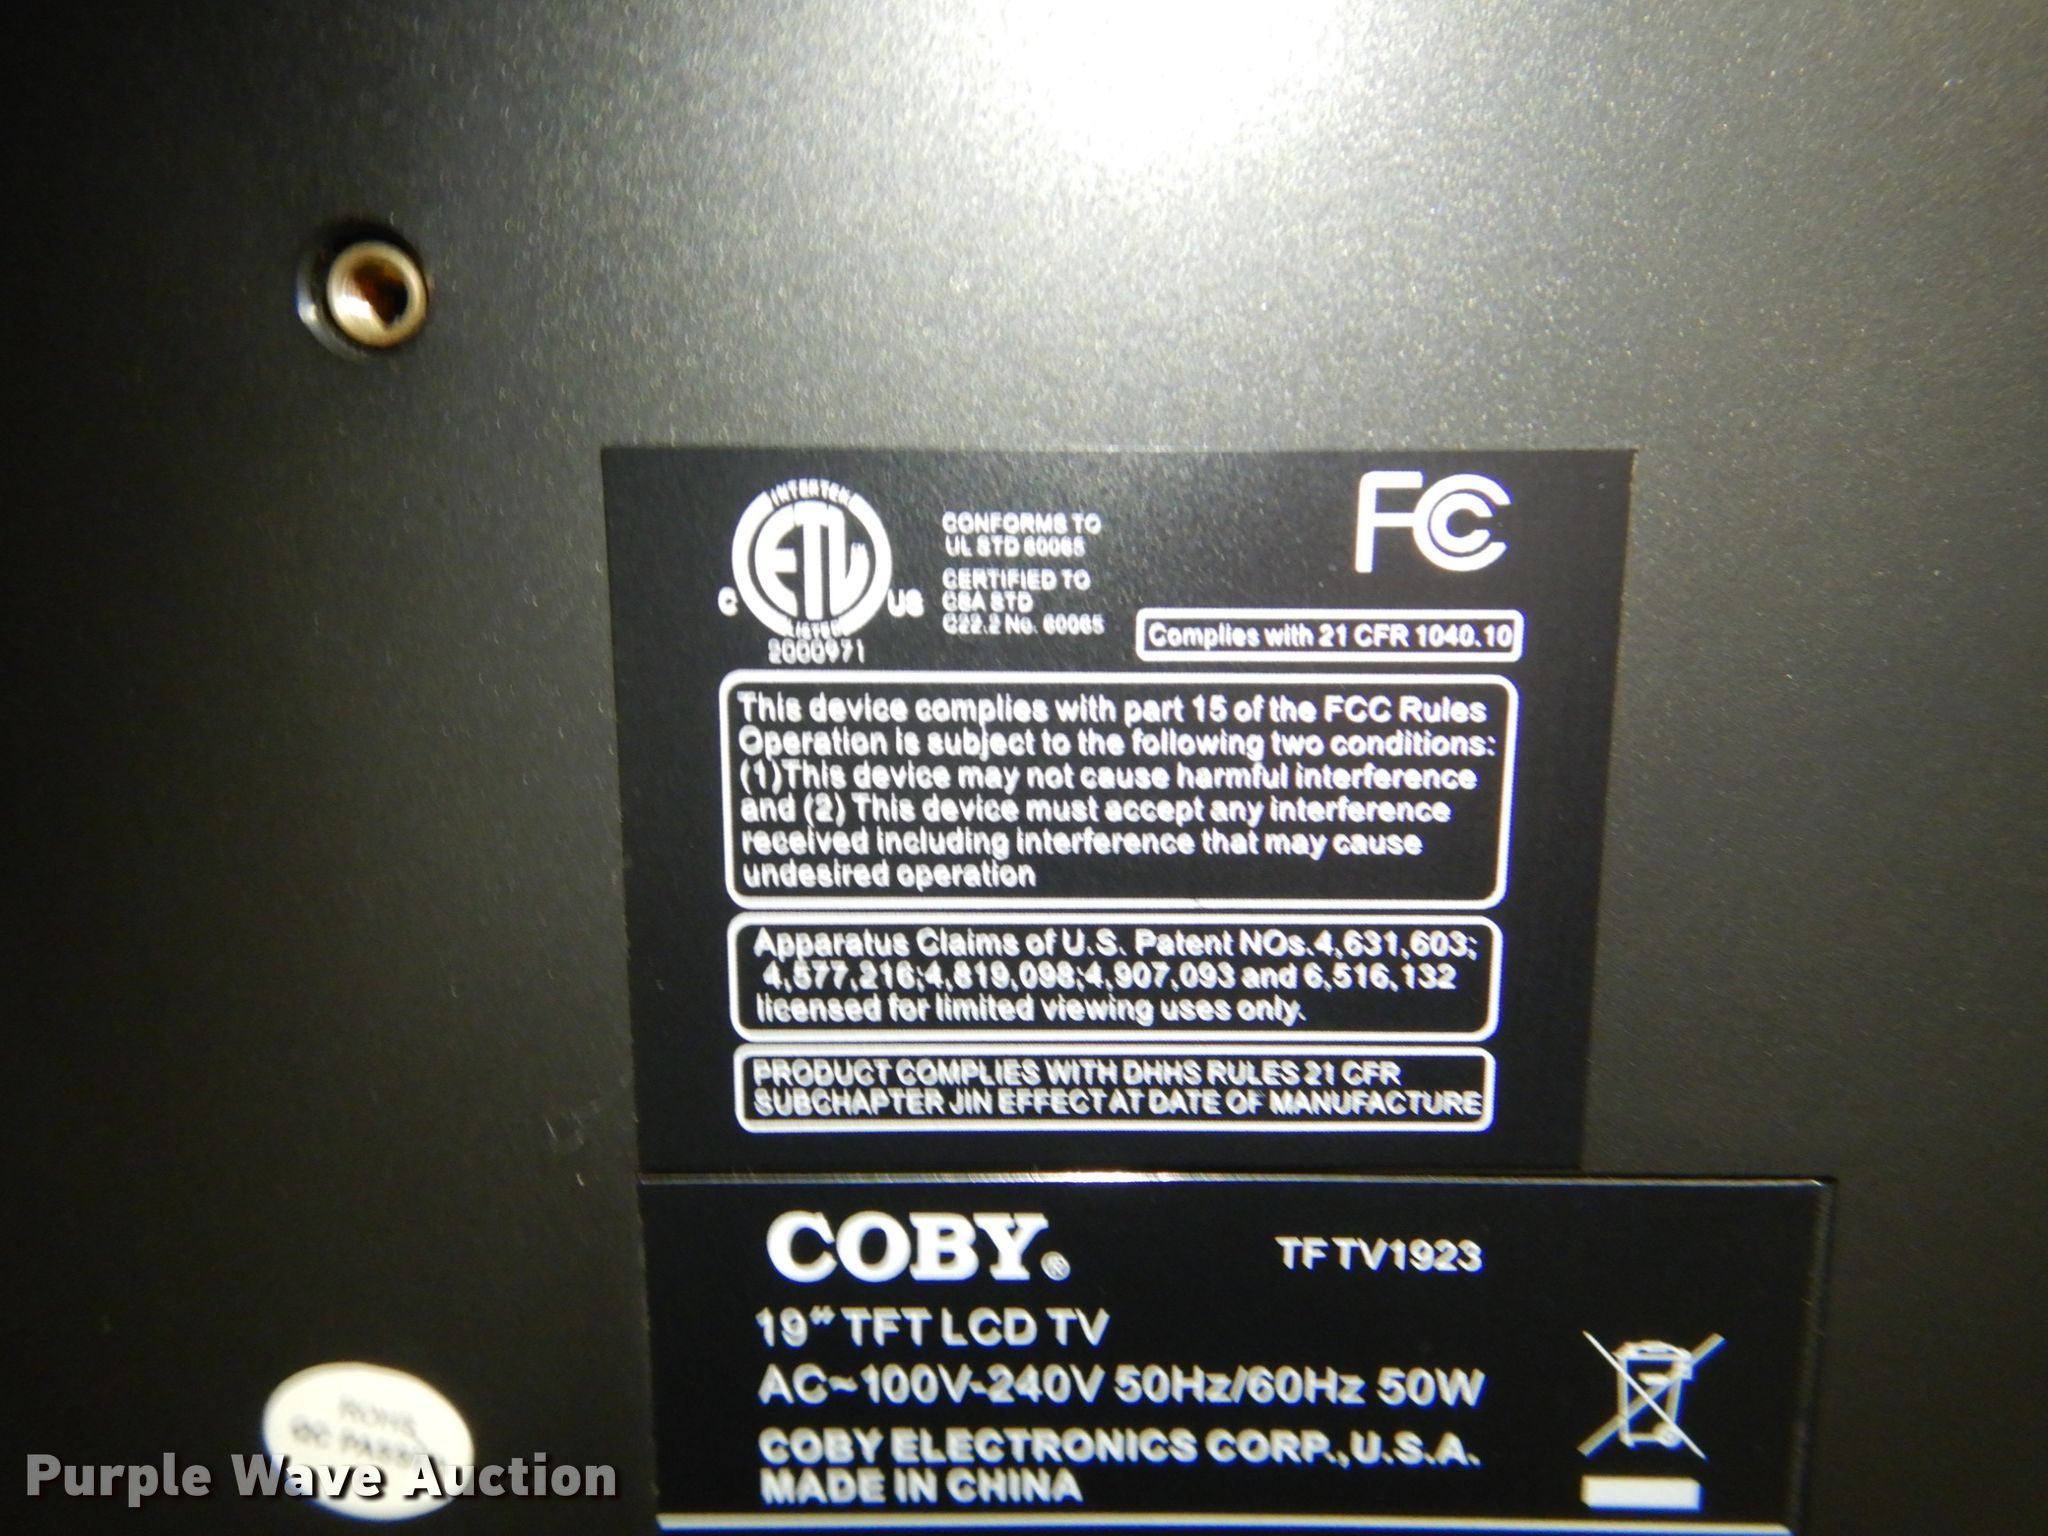 INTERTEK
ETL
C
US
LISTED
2000971
CONFORMS TO
UL STD 60065
CERTIFIED TO
CSA STD
C22.2 No. 60065
FC
Complies with 21 CFR 1040.10
This device complies with part 15 of the FCC Rules
Operation is subject to the following two conditions:
(1)This device may not cause harmful interference
and (2) This device must accept any interference
received including interference that may cause
undesired operation
Apparatus Claims of U.S. Patent NOs.4,631,603;
4,577,216;4,819,098;4,907,093 and 6,516,132
licensed for limited viewing uses only.
PRODUCT COMPLIES WITH DHHS RULES 21 CFR
SUBCHAPTER JIN EFFECT AT DATE OF MANUFACTURE
COBY®
TFTV1923
19" TFT LCD TV
AC~100V-240V 50Hz/60Hz 50W
COBY ELECTRONICS CORP.,U.S.A.
MADE IN CHINA
ROHS
Purple Wave Auction